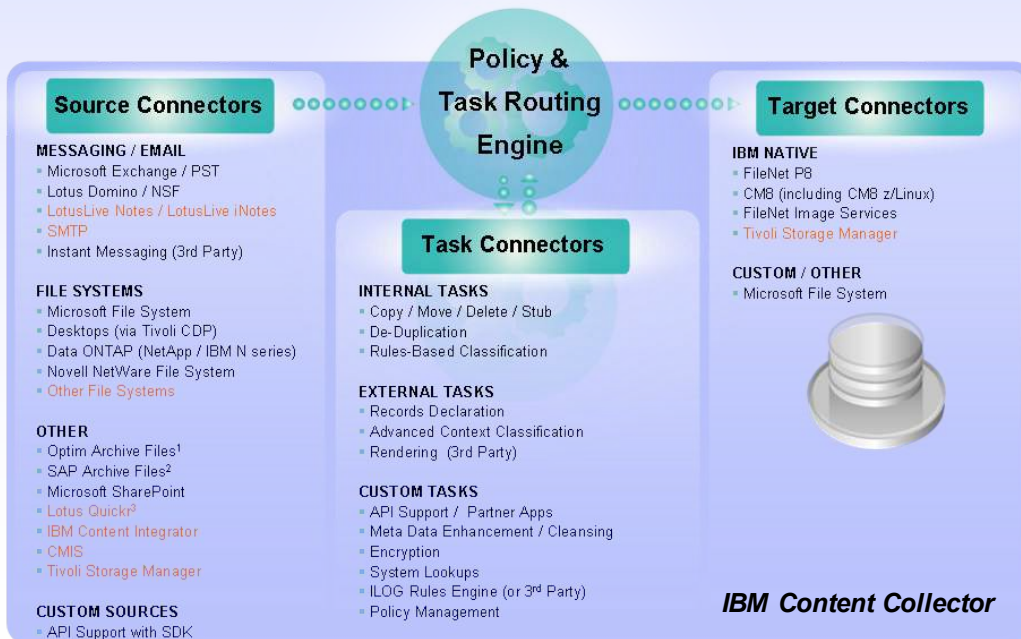 Policy &
Task Routing
Engine
Source Connectors
MESSAGING / EMAIL
Microsoft Exchange / PST
Lotus Domino / NSF
LotusLive Notes / LotusLive iNotes
SMTP
Instant Messaging (3rd Party)
FILE SYSTEMS
Microsoft File System
Desktops (via Tivoli CDP)
Data ONTAP (NetApp / IBM N series)
Novell NetWare File System
Other File Systems
OTHER
Optim Archive Files¹
SAP Archive Files²
Microsoft SharePoint
Lotus Quickr³
IBM Content Integrator
CMIS
Tivoli Storage Manager
CUSTOM SOURCES
API Support with SDK
Task Connectors
INTERNAL TASKS
Copy / Move / Delete / Stub
De-Duplication
Rules-Based Classification
EXTERNAL TASKS
Records Declaration
Advanced Context Classification
Rendering (3rd Party)
CUSTOM TASKS
API Support / Partner Apps
Meta Data Enhancement / Cleansing
Encryption
System Lookups
ILOG Rules Engine (or 3rd Party)
Policy Management
Target Connectors
IBM NATIVE
FileNet P8
CM8 (including CM8 z/Linux)
FileNet Image Services
Tivoli Storage Manager
CUSTOM / OTHER
Microsoft File System
IBM Content Collector